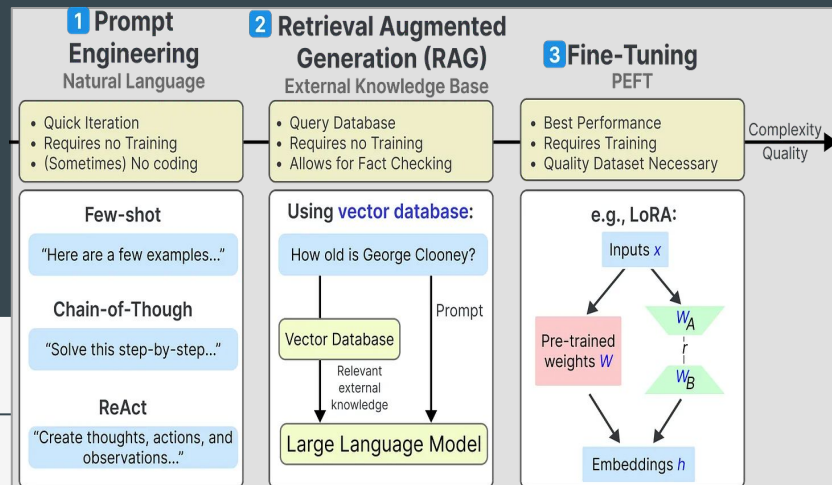 1 Prompt
Engineering
Natural Language
• Quick Iteration
• Requires no Training
• (Sometimes) No coding
Few-shot
“Here are a few examples...”
Chain-of-Though
“Solve this step-by-step...”
ReAct
“Create thoughts, actions, and
observations...”
2 Retrieval Augmented
Generation (RAG)
External Knowledge Base
• Query Database
• Requires no Training
• Allows for Fact Checking
Using vector database:
How old is George Clooney?
Prompt
Vector Database
Relevant
external
knowledge
Large Language Model
3 Fine-Tuning
PEFT
• Best Performance
• Requires Training
• Quality Dataset Necessary
e.g., LoRA:
Inputs x
Pre-trained
weights W
WA
r
WB
Embeddings h
Complexity
Quality